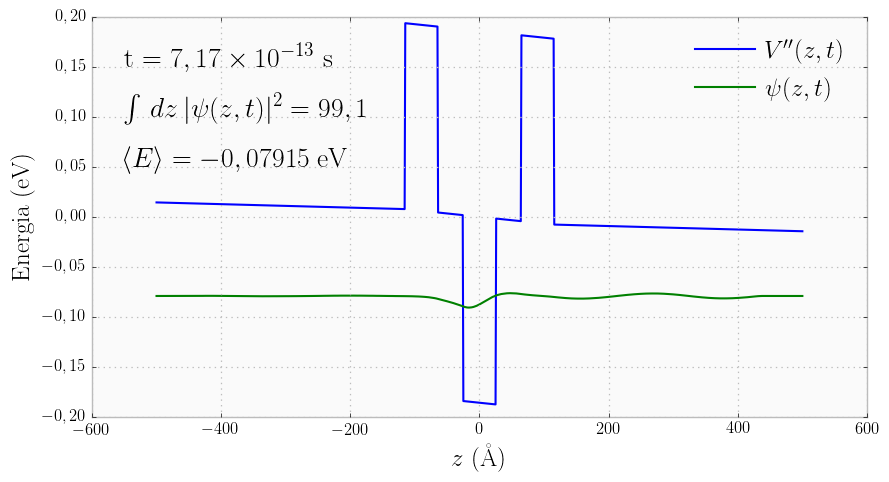 0,20
0,15
0,10
0,05
0,00
−0,05
−0,10
−0,15
−0,20
Energia (eV)
t = 7,17 × 10⁻¹³ s
∫ dz |ψ(z, t)|² = 99,1
⟨E⟩ = −0,07915 eV
V″(z, t)
ψ(z, t)
−600 −400 −200 0 200 400 600
z (Å)